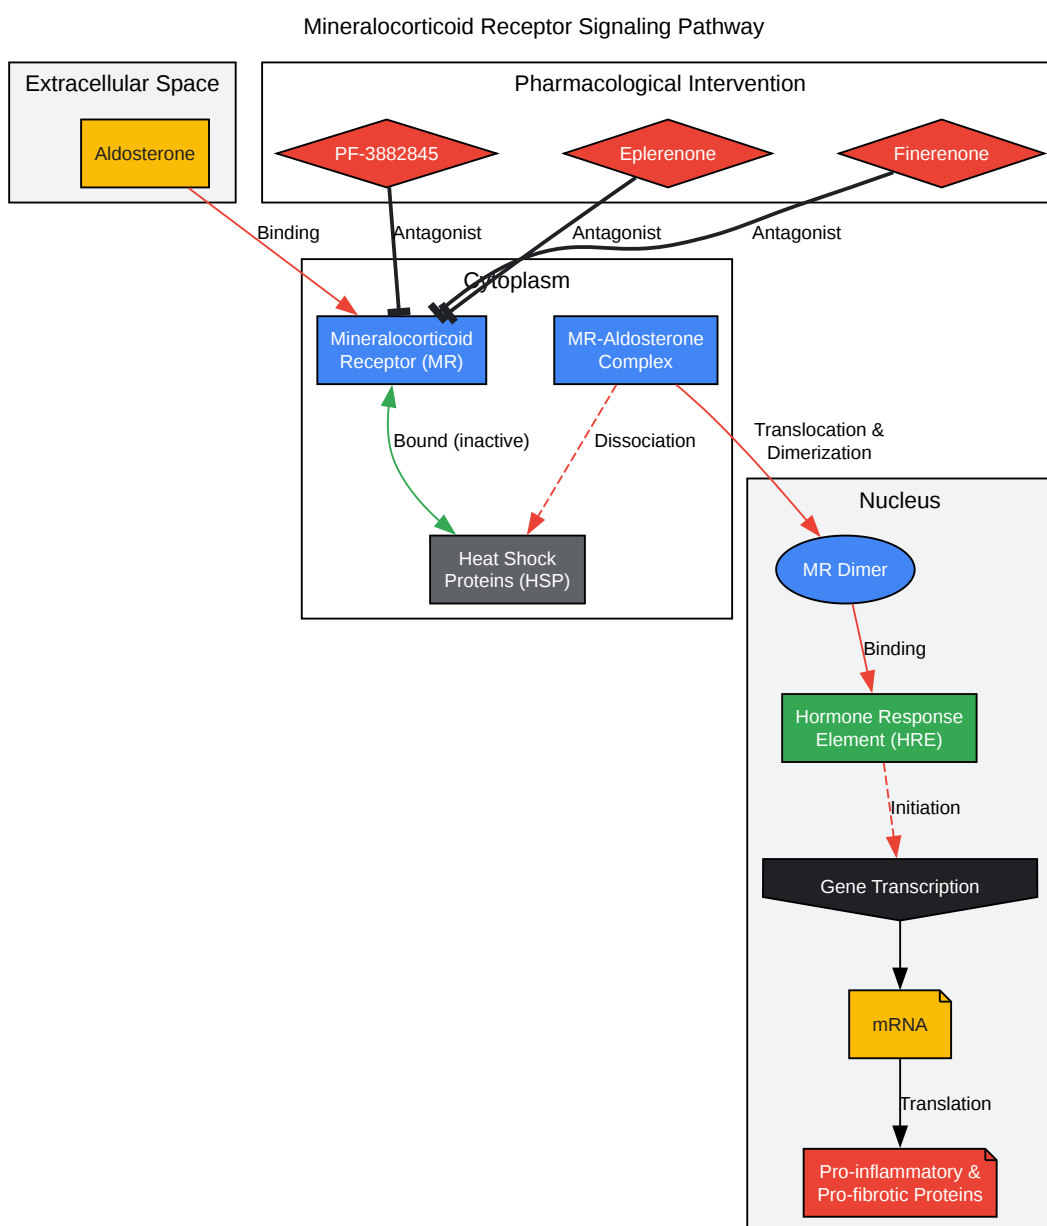 Mineralocorticoid Receptor Signaling Pathway
Extracellular Space
Pharmacological Intervention
Aldosterone
PF-3882845
Eplerenone
Finerenone
Binding
Antagonist
Antagonist
Antagonist
Cytoplasm
Mineralocorticoid
Receptor (MR)
MR-Aldosterone
Complex
Bound (inactive)
Dissociation
Translocation &
Dimerization
Nucleus
Heat Shock
Proteins (HSP)
MR Dimer
Binding
Hormone Response
Element (HRE)
Initiation
Gene Transcription
mRNA
Translation
Pro-inflammatory &
Pro-fibrotic Proteins